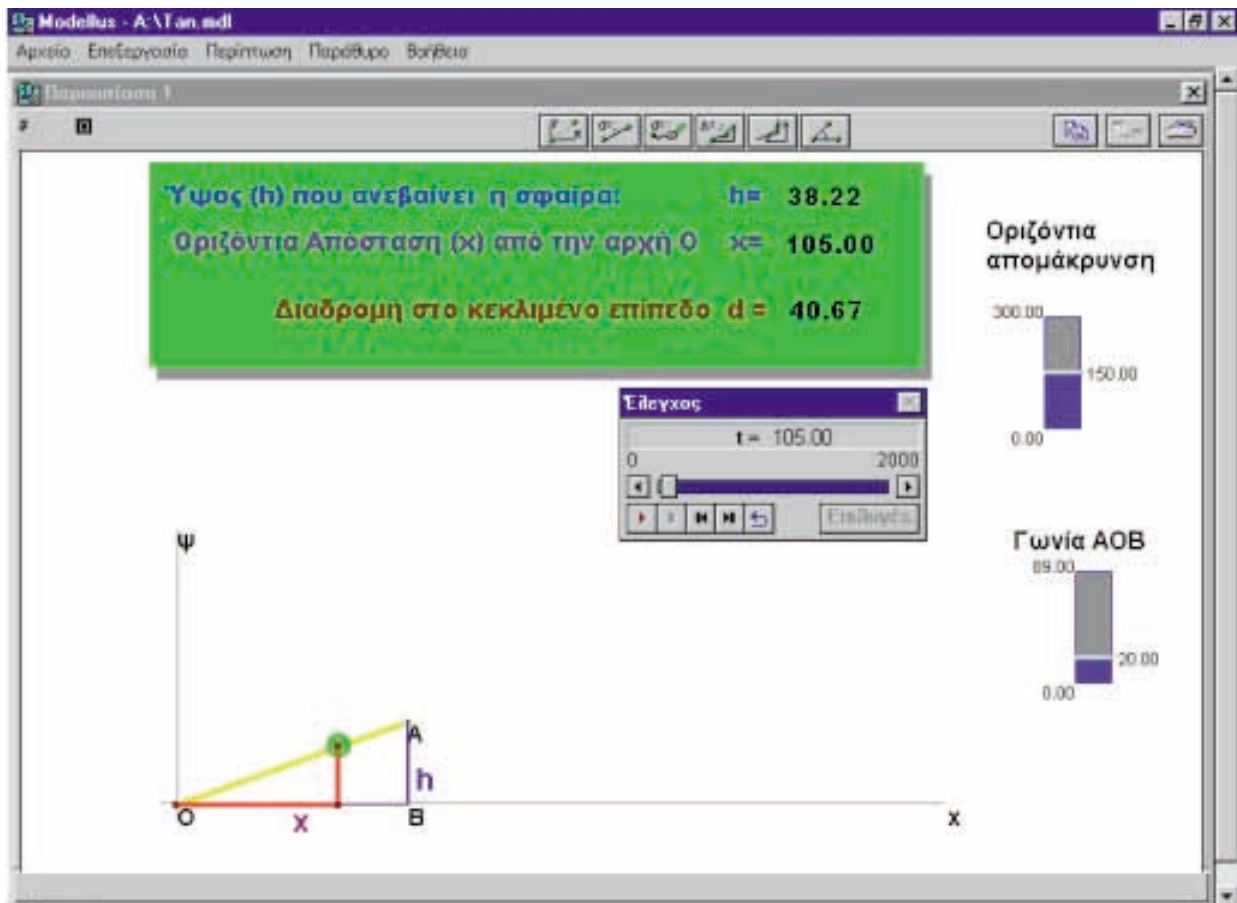 Modellus - A:\Tan.mdl
Αρχείο Επεξεργασία Περίπτωση Παράθυρο Βοήθεια
Παρουσίαση 1
Ύψος (h) που ανεβαίνει η σφαίρα: h= 38.22
Οριζόντια Απόσταση (x) από την αρχή Ο x= 105.00
Διαδρομή στο κεκλιμένο επίπεδο d = 40.67
Οριζόντια
απομάκρυνση
300.00
150.00
0.00
Έλεγχος
t = 105.00
0 2000
Επιλογές
Γωνία ΑΟΒ
89.00
20.00
0.00
ψ
A
h
O
x
B
x